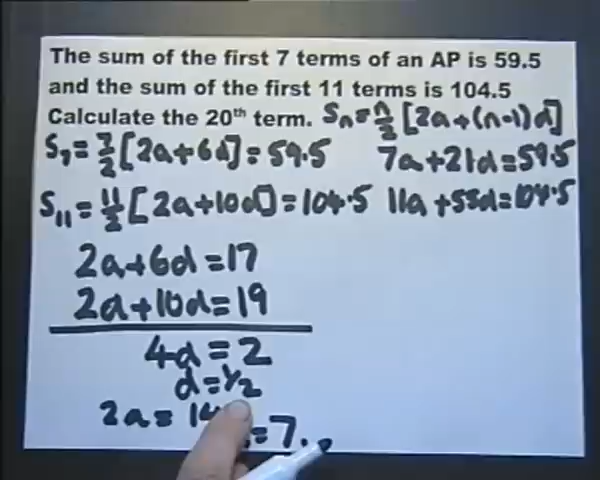 The sum of the first 7 terms of an AP is 59.5
and the sum of the first 11 terms is 104.5
Calculate the 20th term. Sn=n/2[2a+(n-1)d]
S7=7/2[2a+6d]=59.5 7a+21d=59.5
S11=11/2[2a+10d]=104.5 11a+55d=104.5
2a+6d=17
2a+10d=19
4d=2
d=1/2
2a=14 =7.